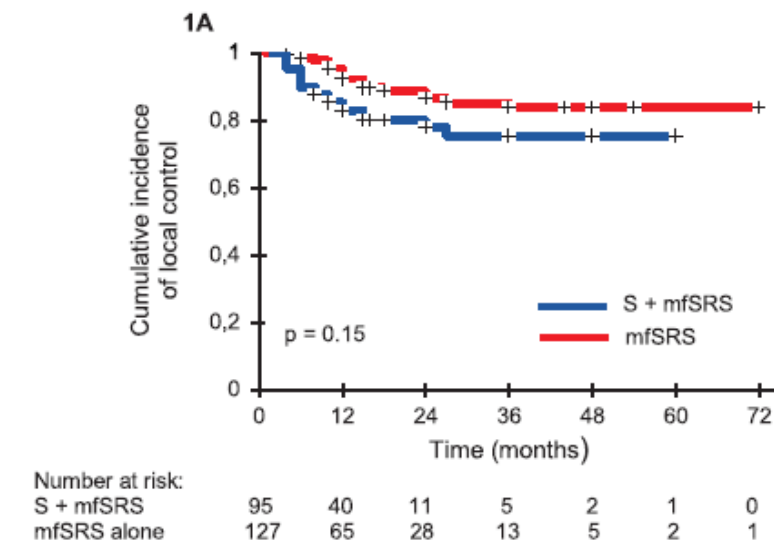 1A
Cumulative incidence
of local control
1
0,8
0,6
0,4
0,2
0
p = 0.15
S + mfSRS
mfSRS
0 12 24 36 48 60 72
Time (months)
Number at risk:
S + mfSRS 95 40 11 5 2 1 0
mfSRS alone 127 65 28 13 5 2 1